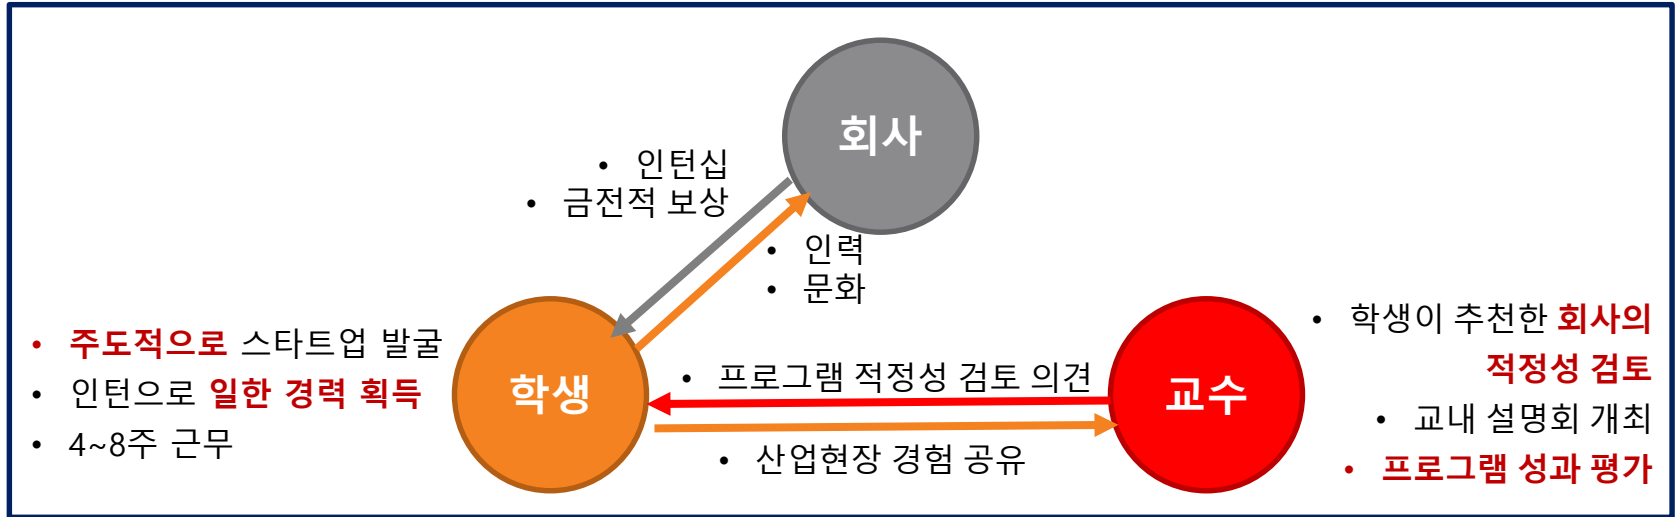 회사
• 인턴십
• 금전적 보상
• 인력
• 문화
• 주도적으로 스타트업 발굴
• 인턴으로 일한 경력 획득
• 4~8주 근무
학생
• 프로그램 적정성 검토 의견
• 산업현장 경험 공유
교수
• 학생이 추천한 회사의
적정성 검토
• 교내 설명회 개최
• 프로그램 성과 평가